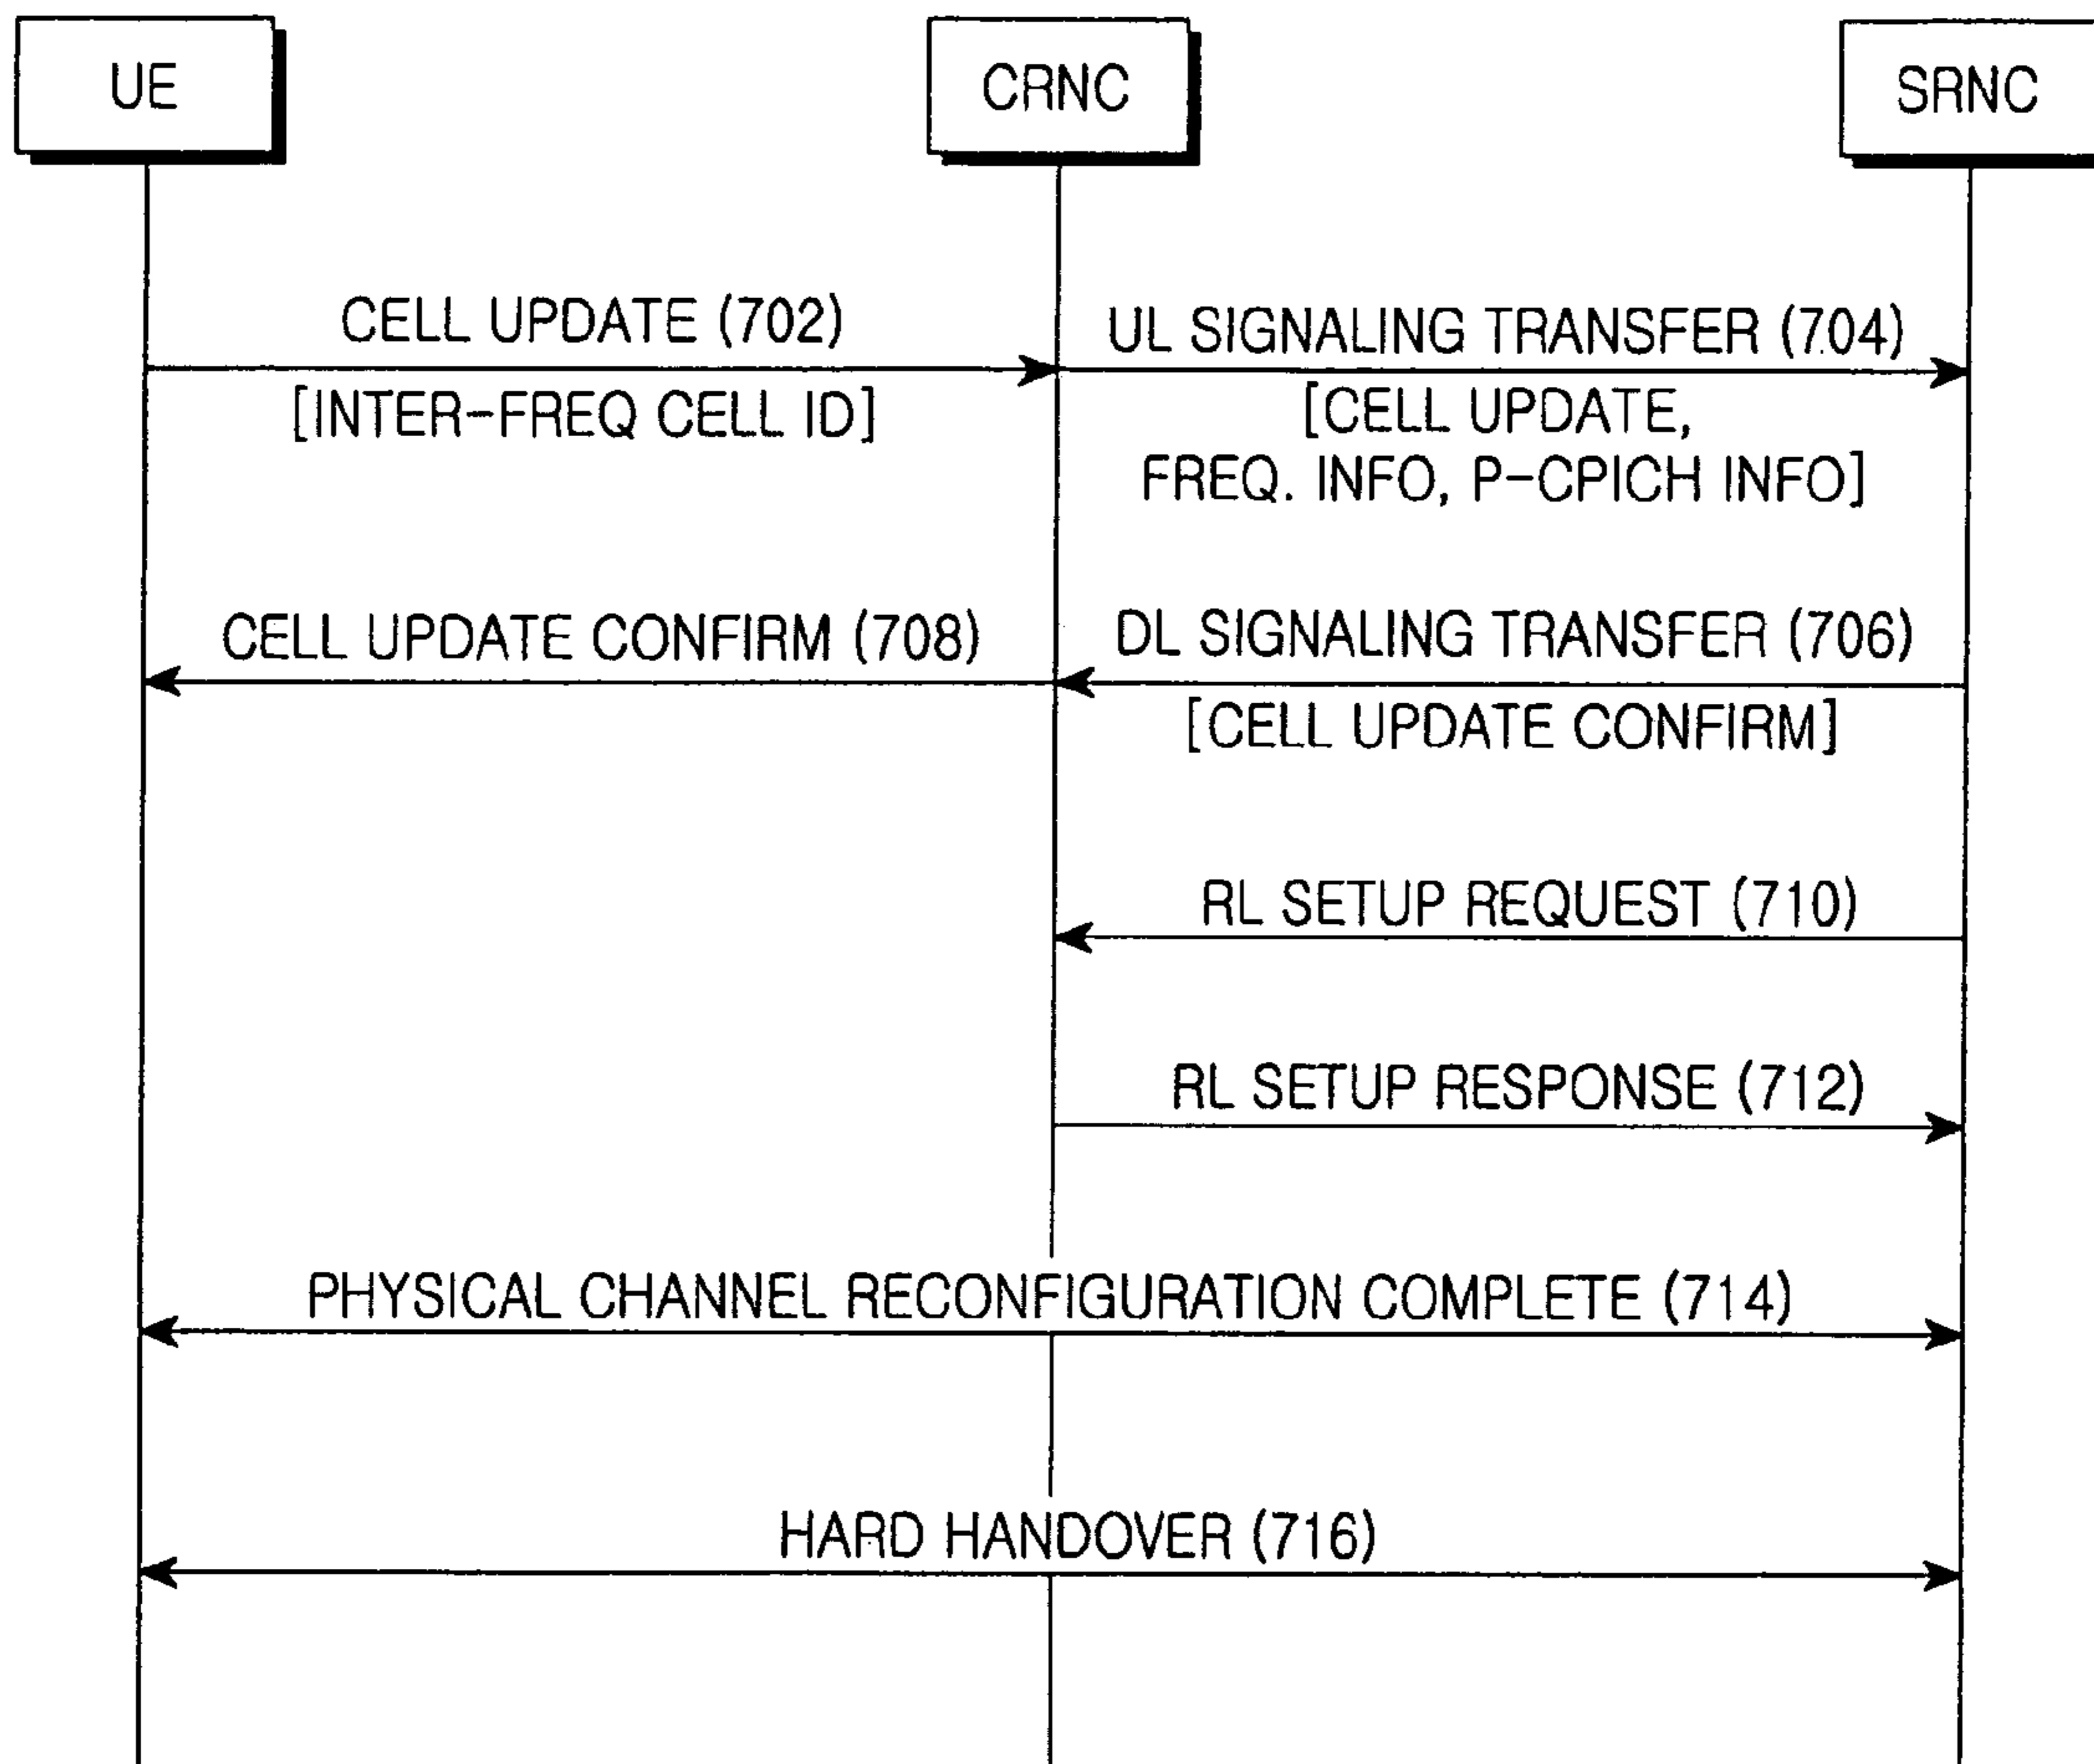 UE
CRNC
SRNC
CELL UPDATE (702)
UL SIGNALING TRANSFER (704)
[INTER-FREQ CELL ID]
[CELL UPDATE,
FREQ. INFO, P-CPICH INFO]
CELL UPDATE CONFIRM (708)
DL SIGNALING TRANSFER (706)
[CELL UPDATE CONFIRM]
RL SETUP REQUEST (710)
RL SETUP RESPONSE (712)
PHYSICAL CHANNEL RECONFIGURATION COMPLETE (714)
HARD HANDOVER (716)